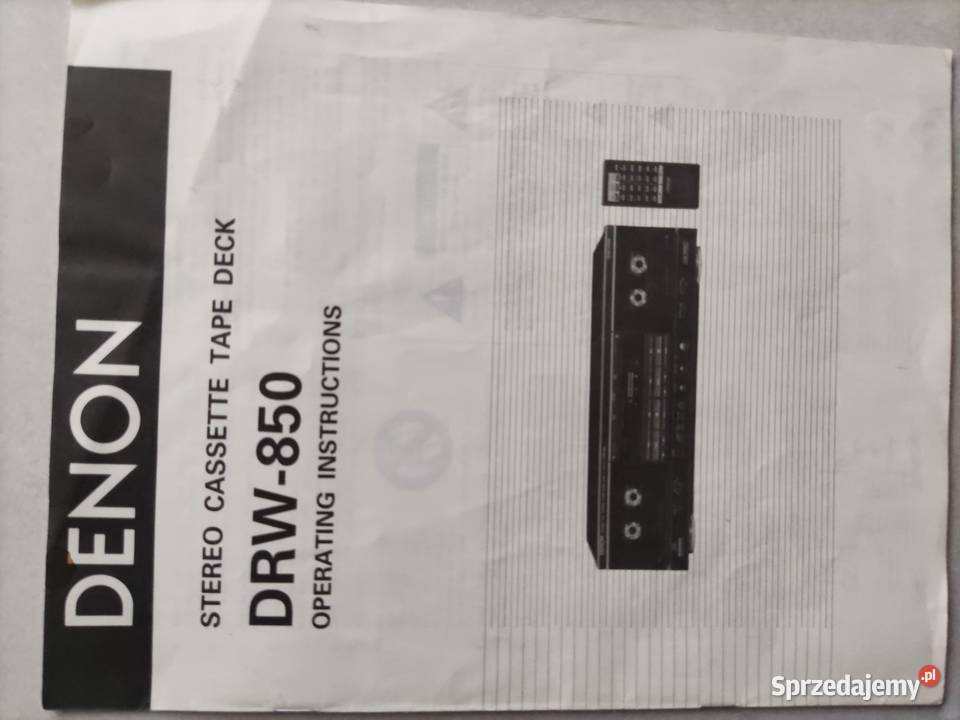 DENON
STEREO CASSETTE TAPE DECK
DRW-850
OPERATING INSTRUCTIONS
Sprzedajemy.pl